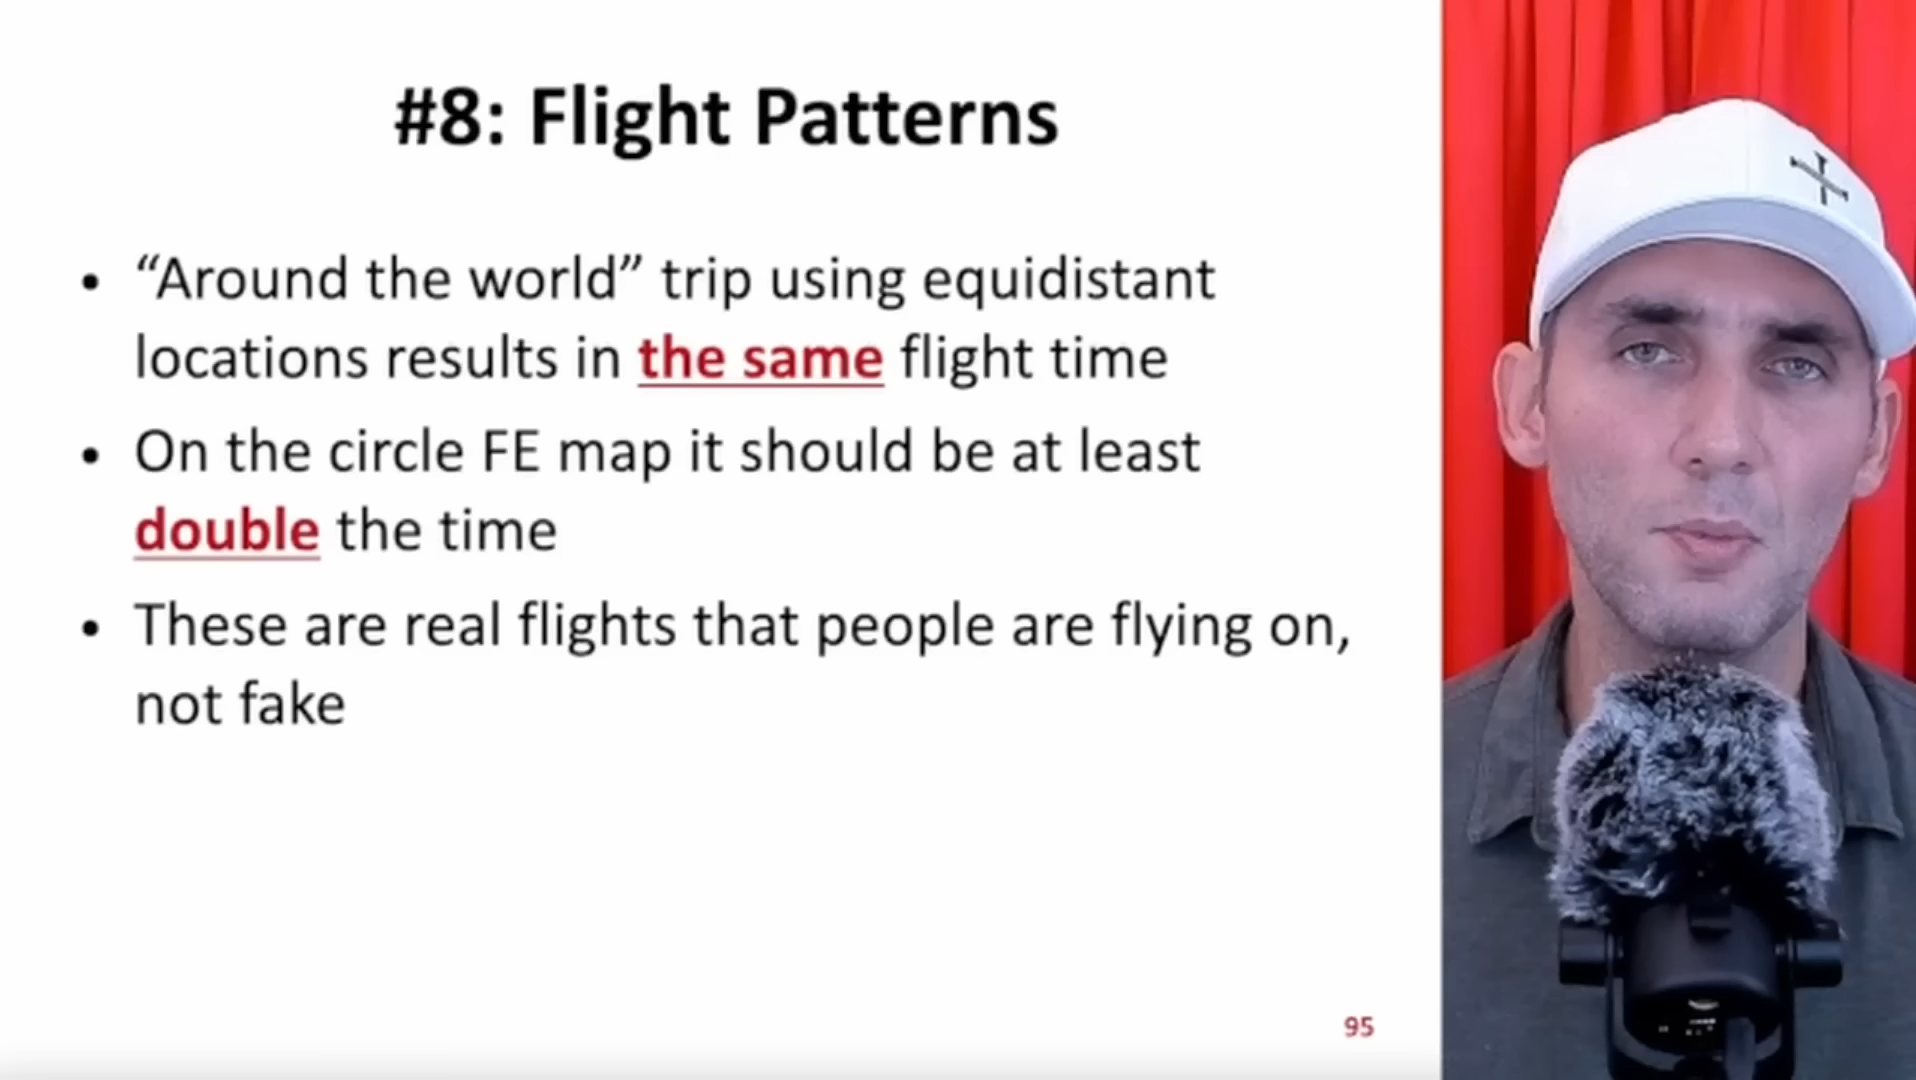 #8: Flight Patterns
• “Around the world” trip using equidistant
locations results in the same flight time
• On the circle FE map it should be at least
double the time
• These are real flights that people are flying on,
not fake
95